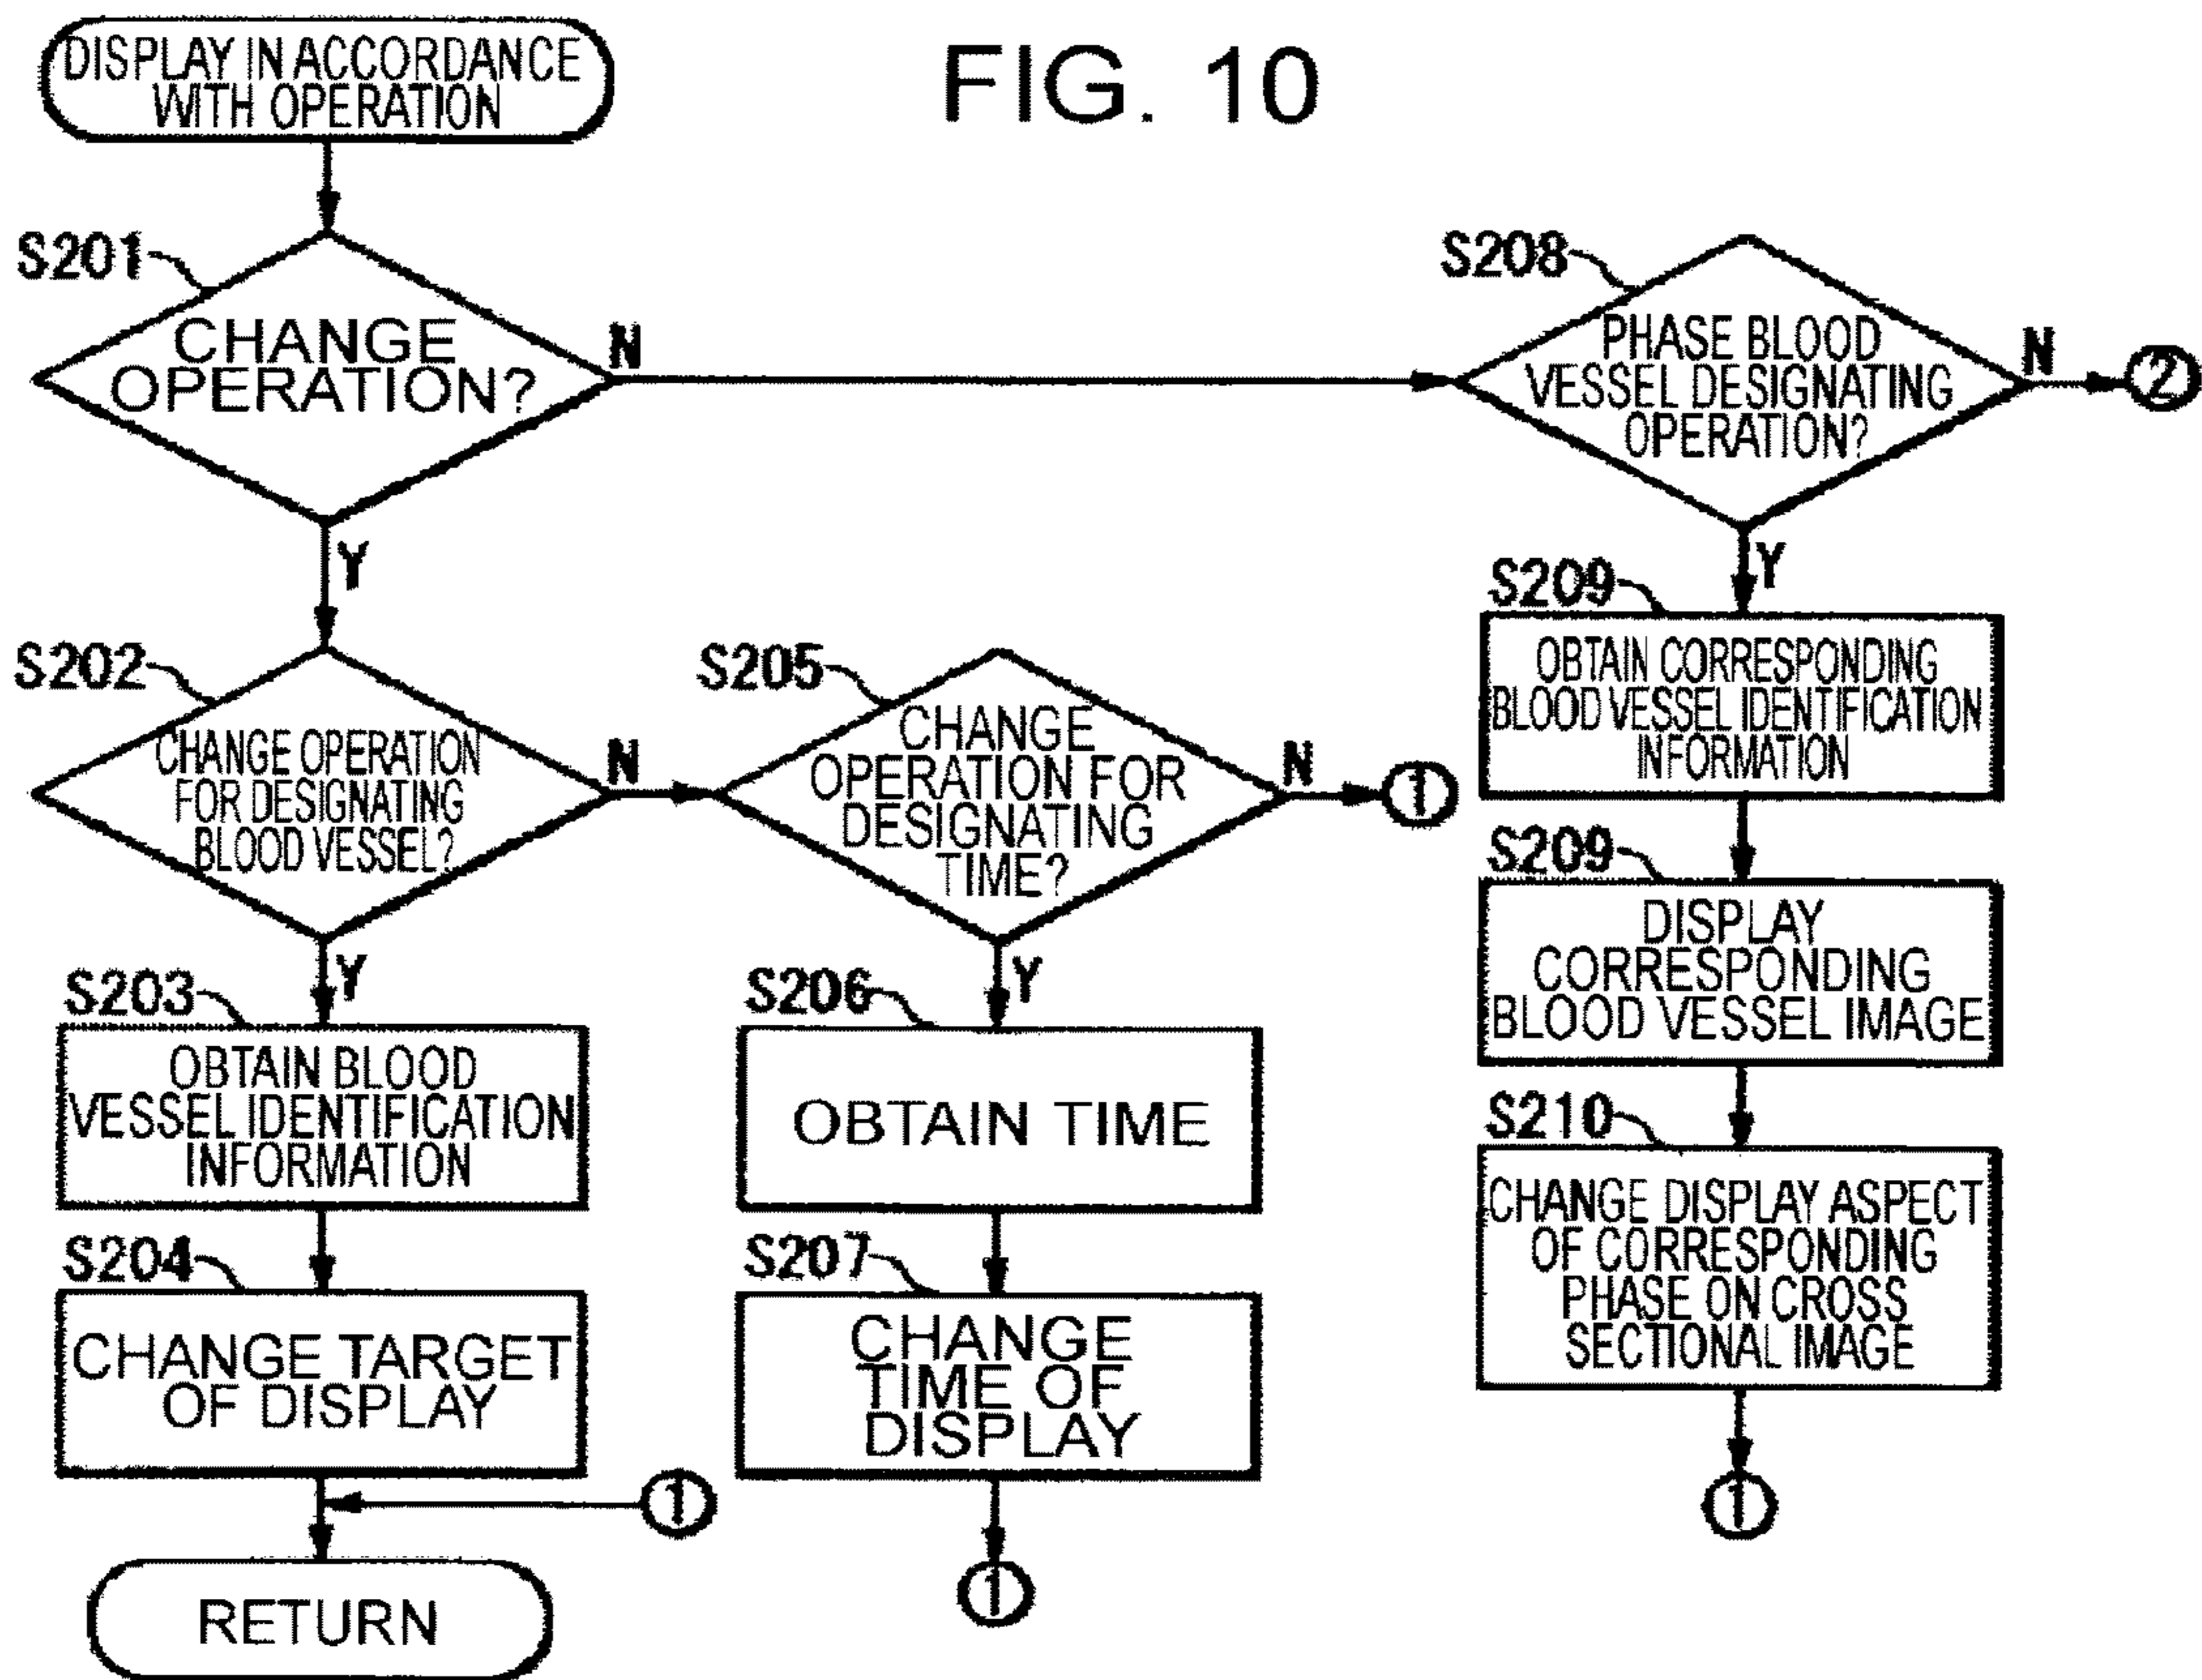 FIG. 10
DISPLAY IN ACCORDANCE
WITH OPERATION
S201
CHANGE
OPERATION?
N
Y
S208
PHASE BLOOD
VESSEL DESIGNATING
OPERATION?
N
2
Y
S202
CHANGE OPERATION
FOR DESIGNATING
BLOOD VESSEL?
N
Y
S205
CHANGE
OPERATION FOR
DESIGNATING
TIME?
N
1
Y
S209
OBTAIN CORRESPONDING
BLOOD VESSEL IDENTIFICATION
INFORMATION
S209
DISPLAY
CORRESPONDING
BLOOD VESSEL IMAGE
S203
OBTAIN BLOOD
VESSEL IDENTIFICATION
INFORMATION
S206
OBTAIN TIME
S210
CHANGE DISPLAY ASPECT
OF CORRESPONDING
PHASE ON CROSS
SECTIONAL IMAGE
1
S204
CHANGE TARGET
OF DISPLAY
1
S207
CHANGE
TIME OF
DISPLAY
1
RETURN